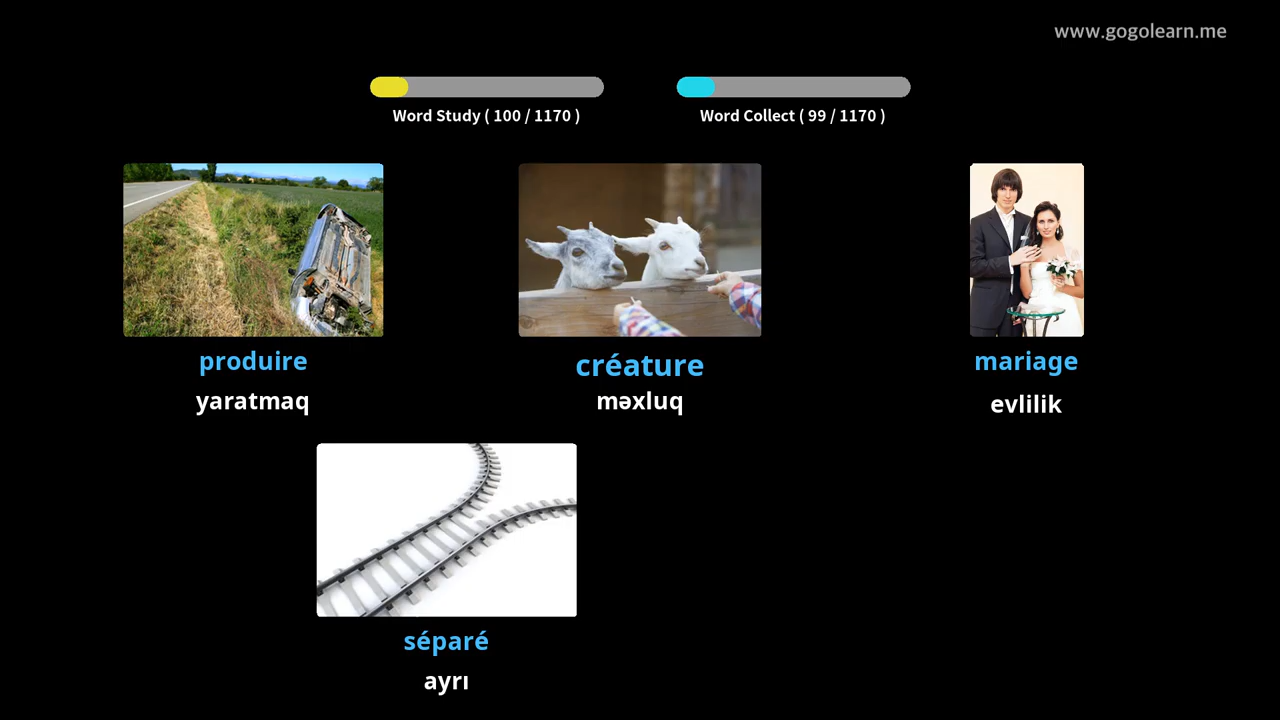 www.gogolearn.me
Word Study ( 100 / 1170 )
Word Collect ( 99 / 1170 )
produire
yaratmaq
créature
məxluq
mariage
evlilik
séparé
ayrı